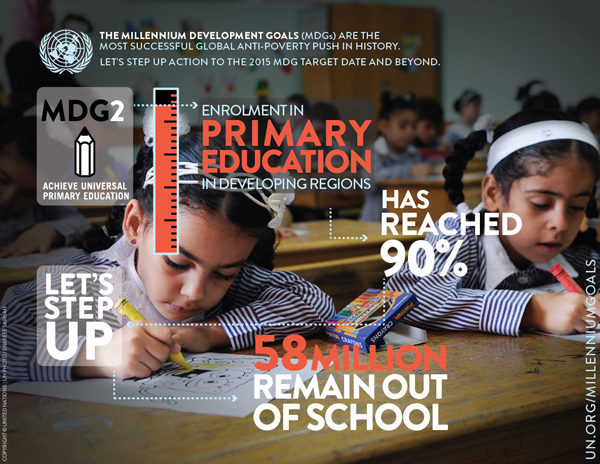 THE MILLENNIUM DEVELOPMENT GOALS (MDGs) ARE THE
MOST SUCCESSFUL GLOBAL ANTI-POVERTY PUSH IN HISTORY.
LET'S STEP UP ACTION TO THE 2015 MDG TARGET DATE AND BEYOND.
MDG2
ACHIEVE UNIVERSAL
PRIMARY EDUCATION
ENROLMENT IN
PRIMARY
EDUCATION
IN DEVELOPING REGIONS
HAS
REACHED
90%
LET'S
STEP
UP
58 MILLION
REMAIN OUT
OF SCHOOL
UN.ORG/MILLENNIUMGOALS
COPYRIGHT © UNITED NATIONS | UN PHOTO/
CRAYONS